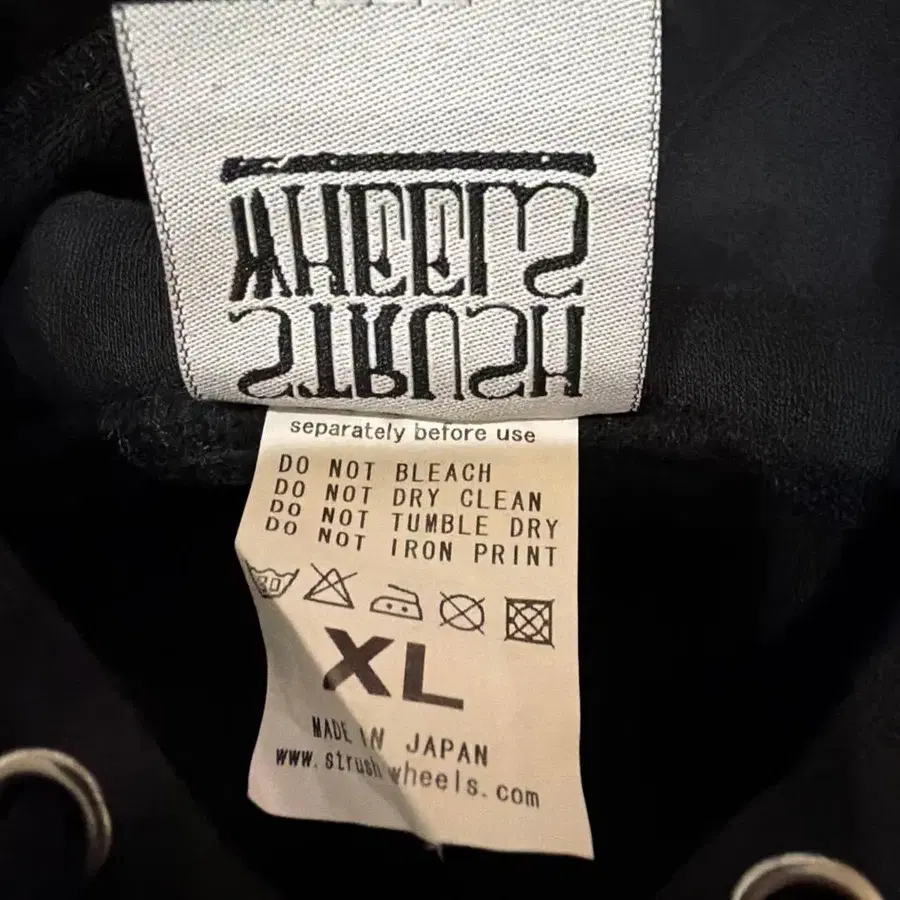 STRUSH
WHEELS
separately before use
DO NOT BLEACH
DO NOT DRY CLEAN
DO NOT TUMBLE DRY
DO NOT IRON PRINT
30
XL
MADE IN JAPAN
www.strushwheels.com